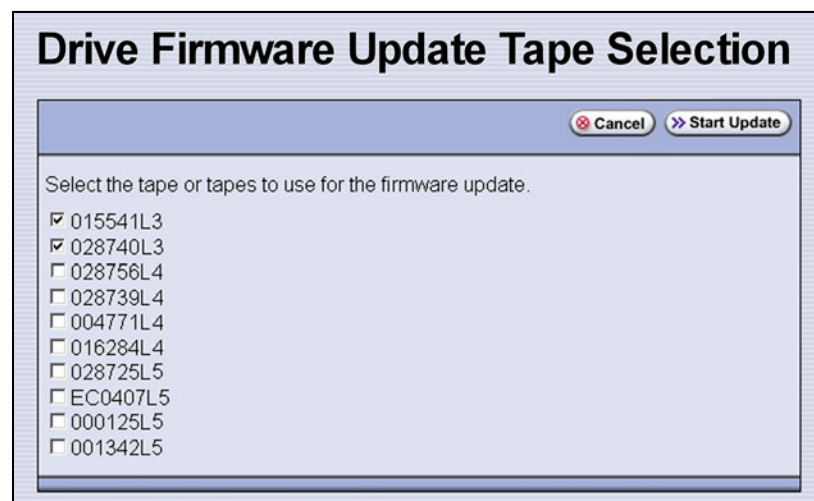 Drive Firmware Update Tape Selection
Cancel Start Update
Select the tape or tapes to use for the firmware update.
015541L3
028740L3
028756L4
028739L4
004771L4
016284L4
028725L5
EC0407L5
000125L5
001342L5